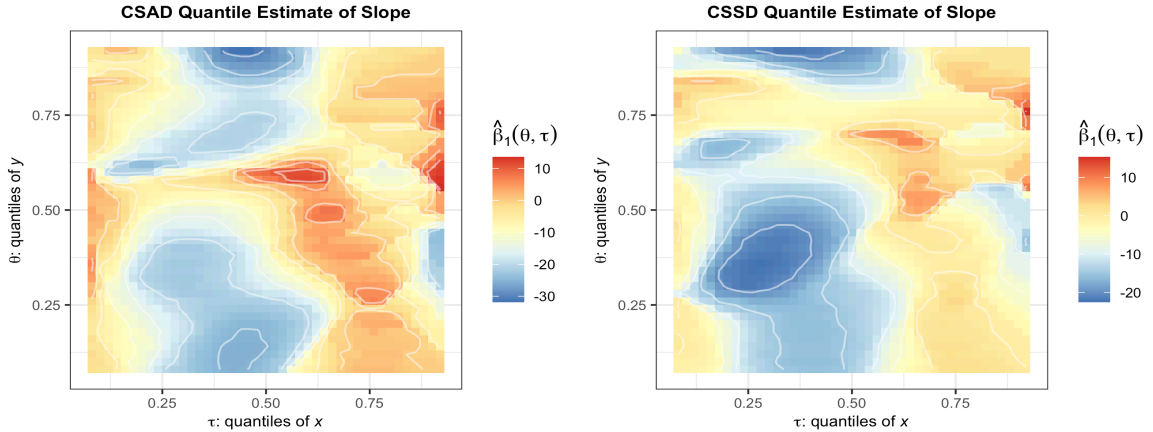 CSAD Quantile Estimate of Slope
θ: quantiles of y
0.75
0.50
0.25
0.25 0.50 0.75
τ: quantiles of x
β̂₁(θ, τ)
10
0
-10
-20
-30
CSSD Quantile Estimate of Slope
θ: quantiles of y
0.75
0.50
0.25
0.25 0.50 0.75
τ: quantiles of x
β̂₁(θ, τ)
10
0
-10
-20